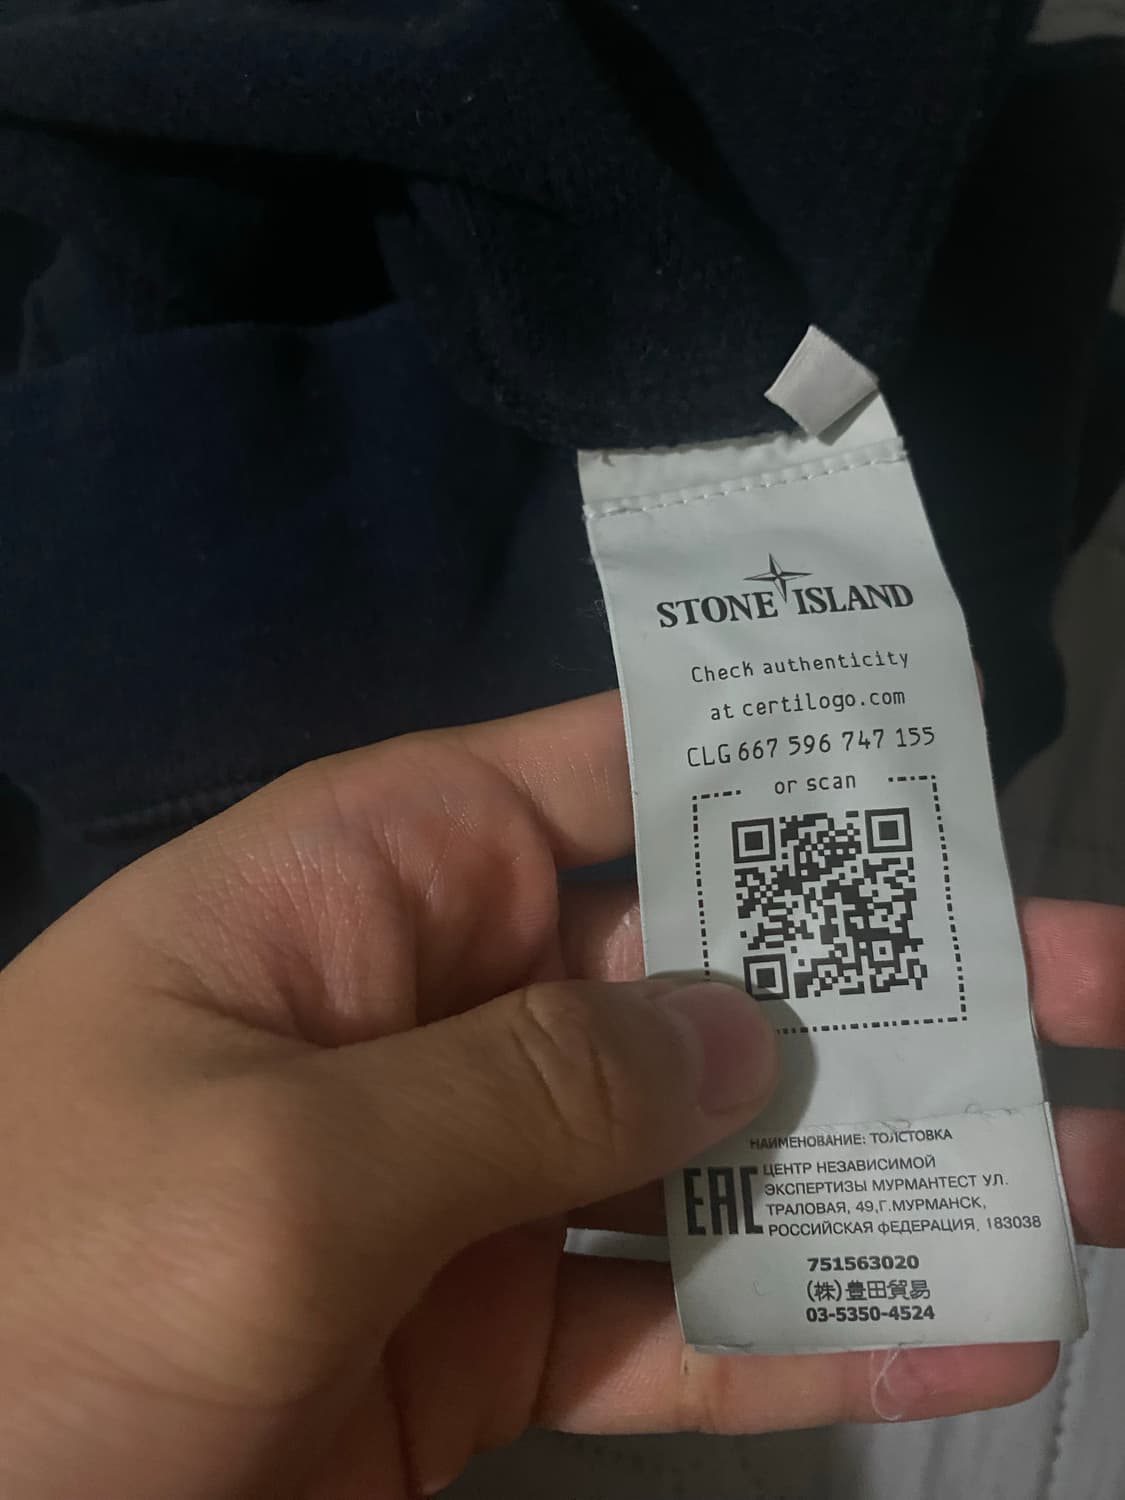 STONE ISLAND
Check authenticity
at certilogo.com
CLG 667 596 747 155
or scan
НАИМЕНОВАНИЕ: ТОЛСТОВКА
EAC
ЦЕНТР НЕЗАВИСИМОЙ
ЭКСПЕРТИЗЫ МУРМАНТЕСТ УЛ.
ТРАЛОВАЯ, 49,Г.МУРМАНСК,
РОССИЙСКАЯ ФЕДЕРАЦИЯ, 183038
751563020
(株)豊田貿易
03-5350-4524